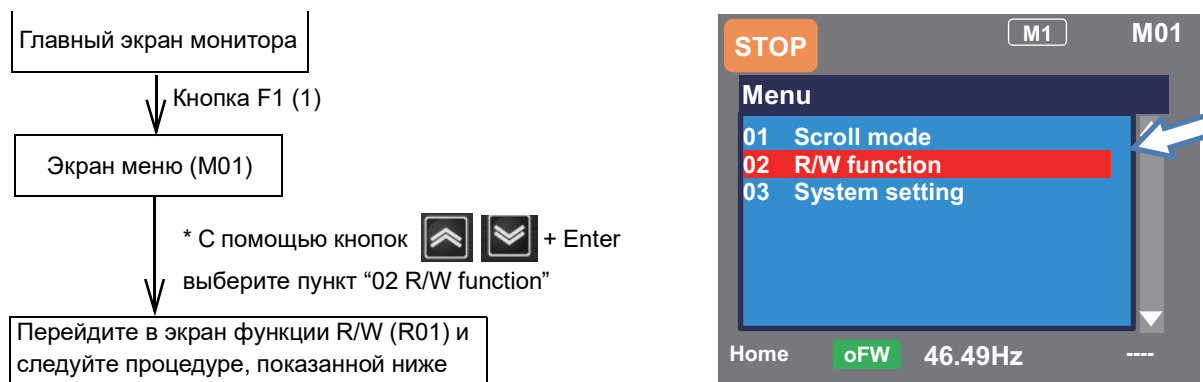 Главный экран монитора
Кнопка F1 (1)
Экран меню (M01)
* С помощью кнопок + Enter
выберите пункт “02 R/W function”
Перейдите в экран функции R/W (R01) и
следуйте процедуре, показанной ниже
STOP M1 M01
Menu
01 Scroll mode
02 R/W function
03 System setting
Home oFW 46.49Hz ----